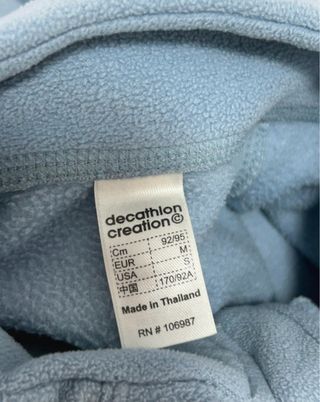 decathlon
creation©
Cm 92/95
EUR M
USA S
中国 170/92A
Made in Thailand
RN # 106987